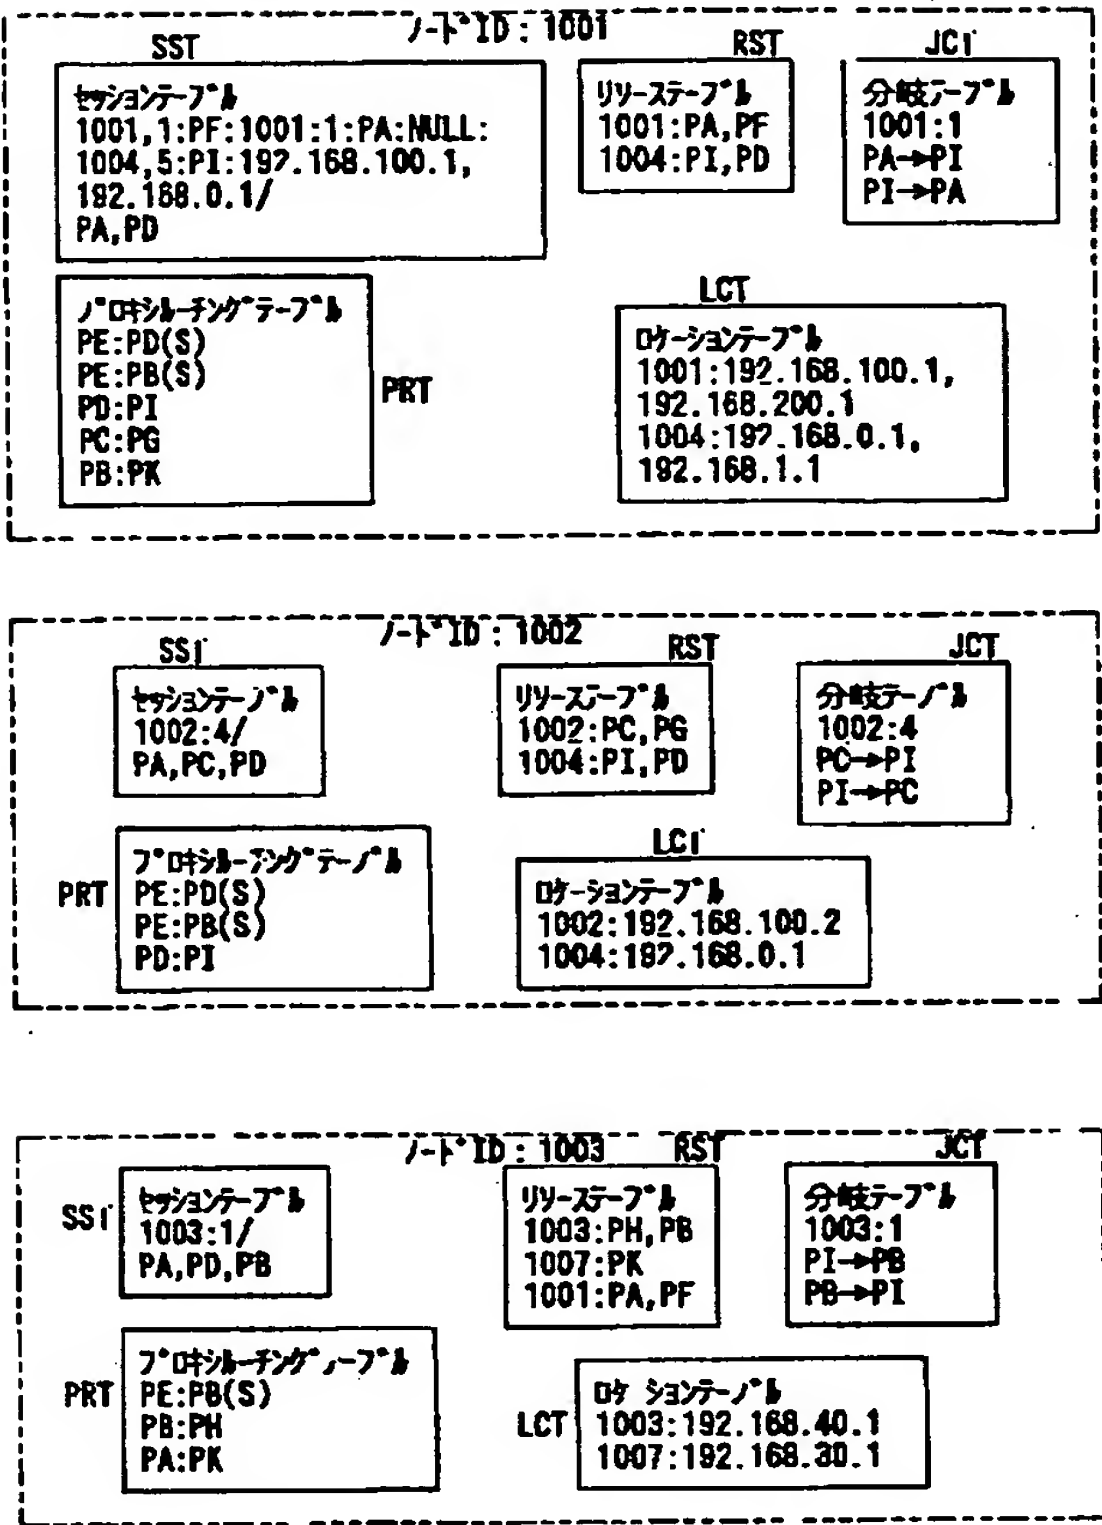 ノード ID : 1001
SST
セッションテーブル
1001,1:PF:1001:1:PA:NULL:
1004,5:PI:192.168.100.1,
192.168.0.1/
PA,PD
RST
リソーステーブル
1001:PA,PF
1004:PI,PD
JCT
分岐テーブル
1001:1
PA→PI
PI→PA
プロキシルーチングテーブル
PE:PD(S)
PE:PB(S)
PD:PI
PC:PG
PB:PK
PRT
LCT
ロケーションテーブル
1001:192.168.100.1,
192.168.200.1
1004:192.168.0.1,
192.168.1.1
ノード ID : 1002
SST
セッションテーブル
1002:4/
PA,PC,PD
RST
リソーステーブル
1002:PC,PG
1004:PI,PD
JCT
分岐テーブル
1002:4
PC→PI
PI→PC
PRT
プロキシルーチングテーブル
PE:PD(S)
PE:PB(S)
PD:PI
LCT
ロケーションテーブル
1002:192.168.100.2
1004:192.168.0.1
ノード ID : 1003
SST
セッションテーブル
1003:1/
PA,PD,PB
RST
リソーステーブル
1003:PH,PB
1007:PK
1001:PA,PF
JCT
分岐テーブル
1003:1
PI→PB
PB→PI
PRT
プロキシルーチングテーブル
PE:PB(S)
PB:PH
PA:PK
LCT
ロケーションテーブル
1003:192.168.40.1
1007:192.168.30.1